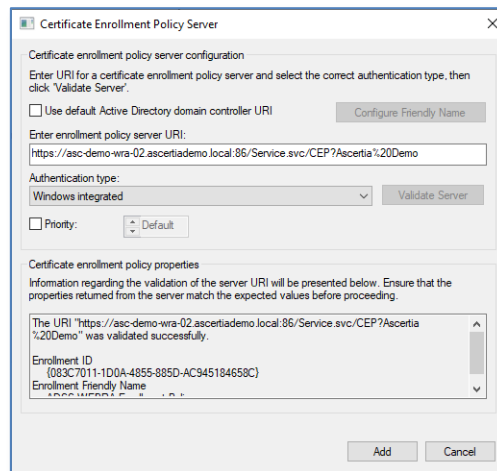 Certificate Enrollment Policy Server
Certificate enrollment policy server configuration
Enter URI for a certificate enrollment policy server and select the correct authentication type, then
click 'Validate Server'.
Use default Active Directory domain controller URI
Configure Friendly Name
Enter enrollment policy server URI:
https://asc-demo-wra-02.ascertiademo.local:86/Service.svc/CEP?Ascertia%20Demo
Authentication type:
Windows integrated
Validate Server
Priority:
Default
Certificate enrollment policy properties
Information regarding the validation of the server URI will be presented below. Ensure that the
properties returned from the server match the expected values before proceeding.
The URI "https://asc-demo-wra-02.ascertiademo.local:86/Service.svc/CEP?Ascertia
%20Demo" was validated successfully.
Enrollment ID
{083C7011-1D0A-4855-885D-AC945184658C}
Enrollment Friendly Name
Add
Cancel